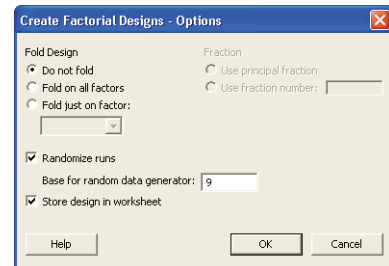 Create Factorial Designs - Options
Fold Design
Do not fold
Fold on all factors
Fold just on factor:
Fraction
Use principal fraction
Use fraction number:
Randomize runs
Base for random data generator: 9
Store design in worksheet
Help
OK
Cancel